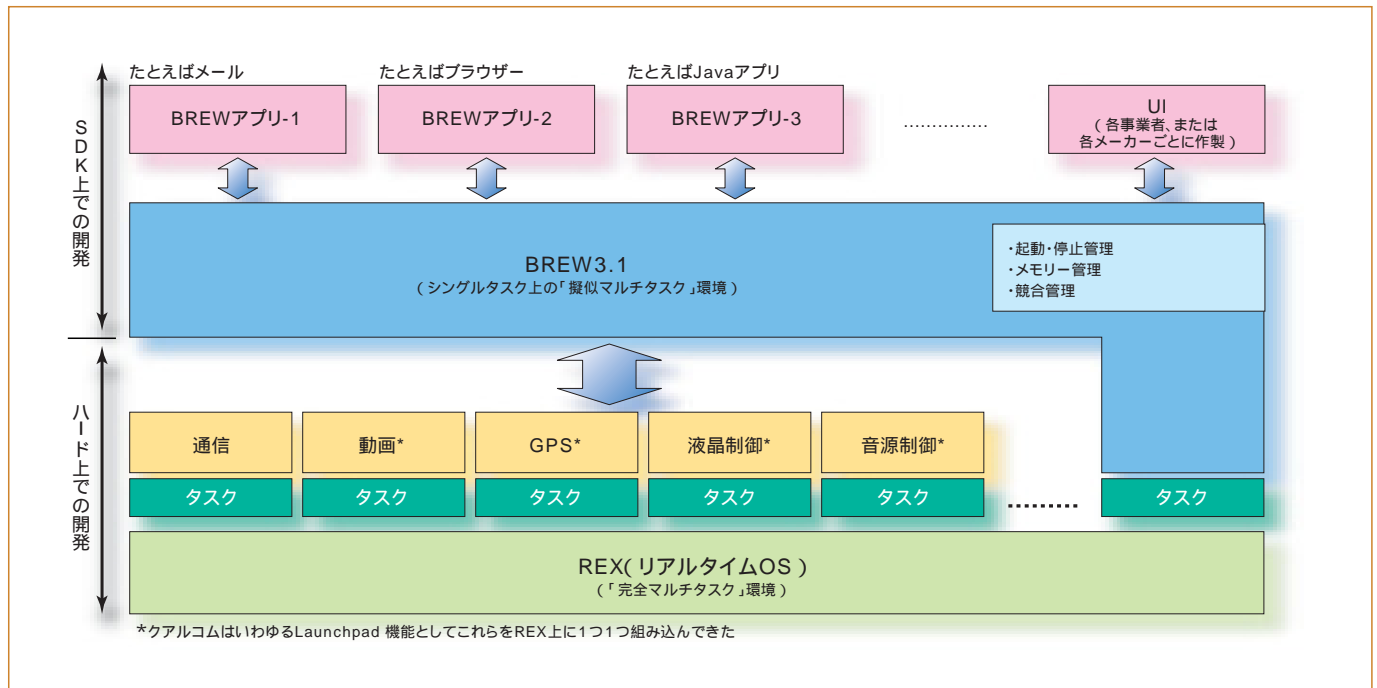 たとえばメール
たとえばブラウザー
たとえばJavaアプリ
BREWアプリ-1
BREWアプリ-2
BREWアプリ-3
……………
UI
(各事業者、または
各メーカーごとに作製)
SDK上での開発
BREW3.1
(シングルタスク上の「擬似マルチタスク」環境)
・起動・停止管理
・メモリー管理
・競合管理
ハード上での開発
通信
動画*
GPS*
液晶制御*
音源制御*
タスク
タスク
タスク
タスク
タスク
………
タスク
REX(リアルタイムOS)
(「完全マルチタスク」環境)
*クアルコムはいわゆるLaunchpad 機能としてこれらをREX上に1つ1つ組み込んできた